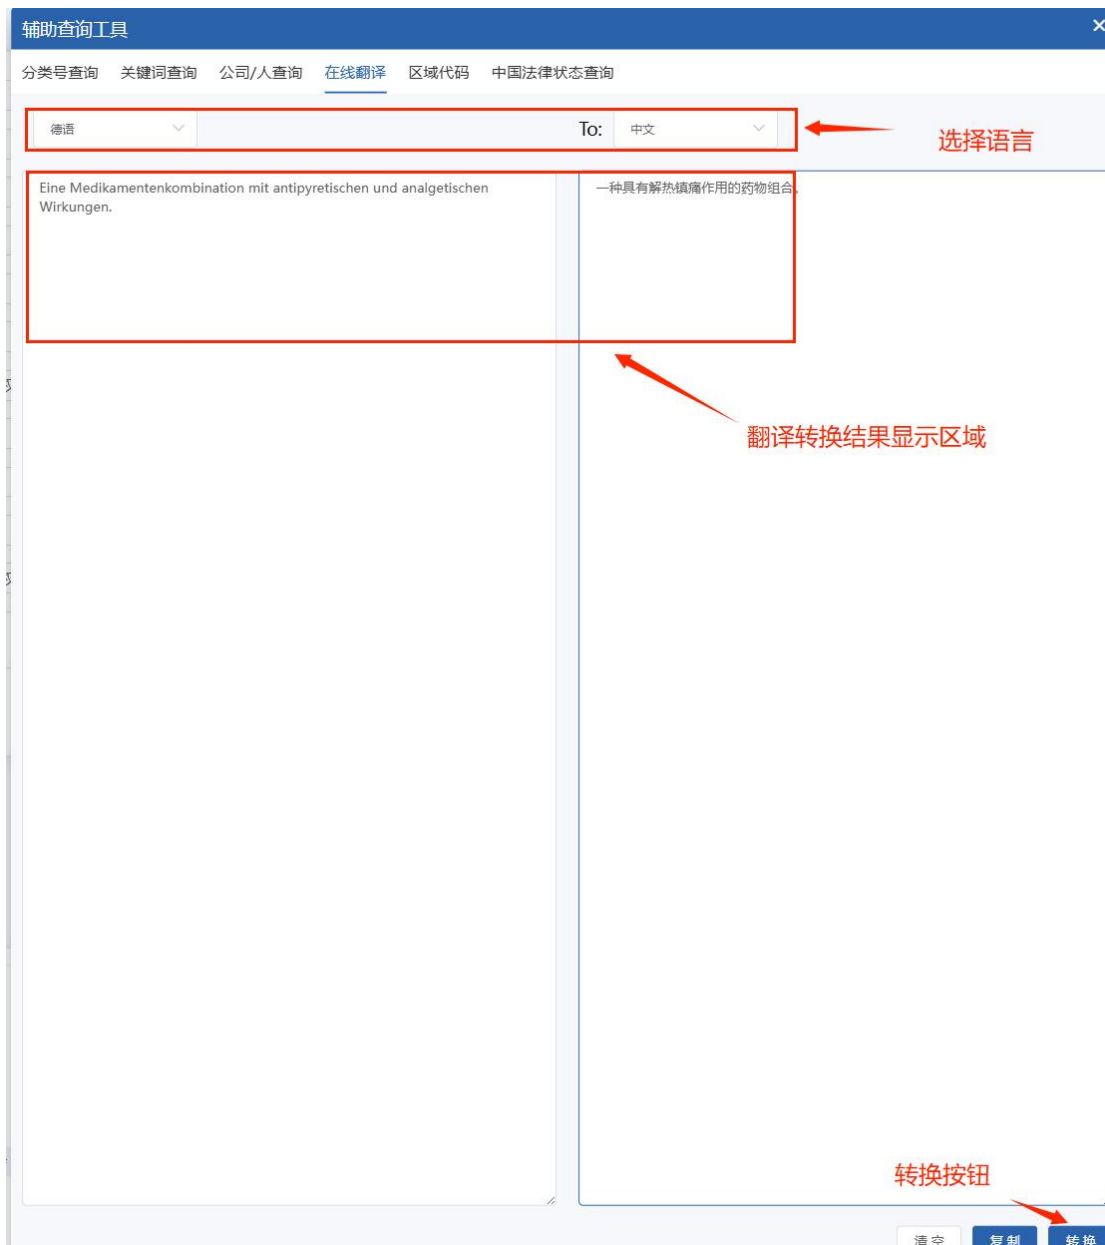 辅助查询工具
分类号查询 关键词查询 公司/人查询 在线翻译 区域代码 中国法律状态查询
德语 To: 中文
选择语言
Eine Medikamentenkombination mit antipyretischen und analgetischen
Wirkungen.
一种具有解热镇痛作用的药物组合。
翻译转换结果显示区域
转换按钮
清空 复制 转换